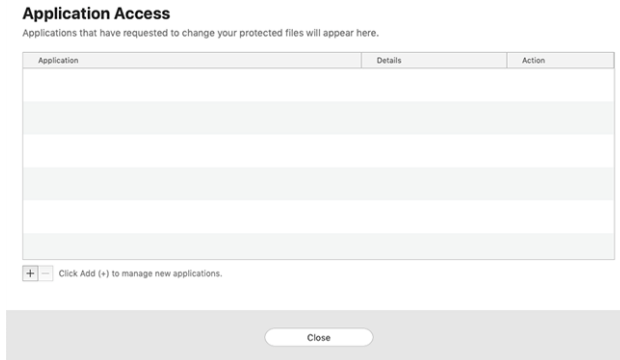 Application Access
Applications that have requested to change your protected files will appear here.
Application Details Action
+ − Click Add (+) to manage new applications.
Close